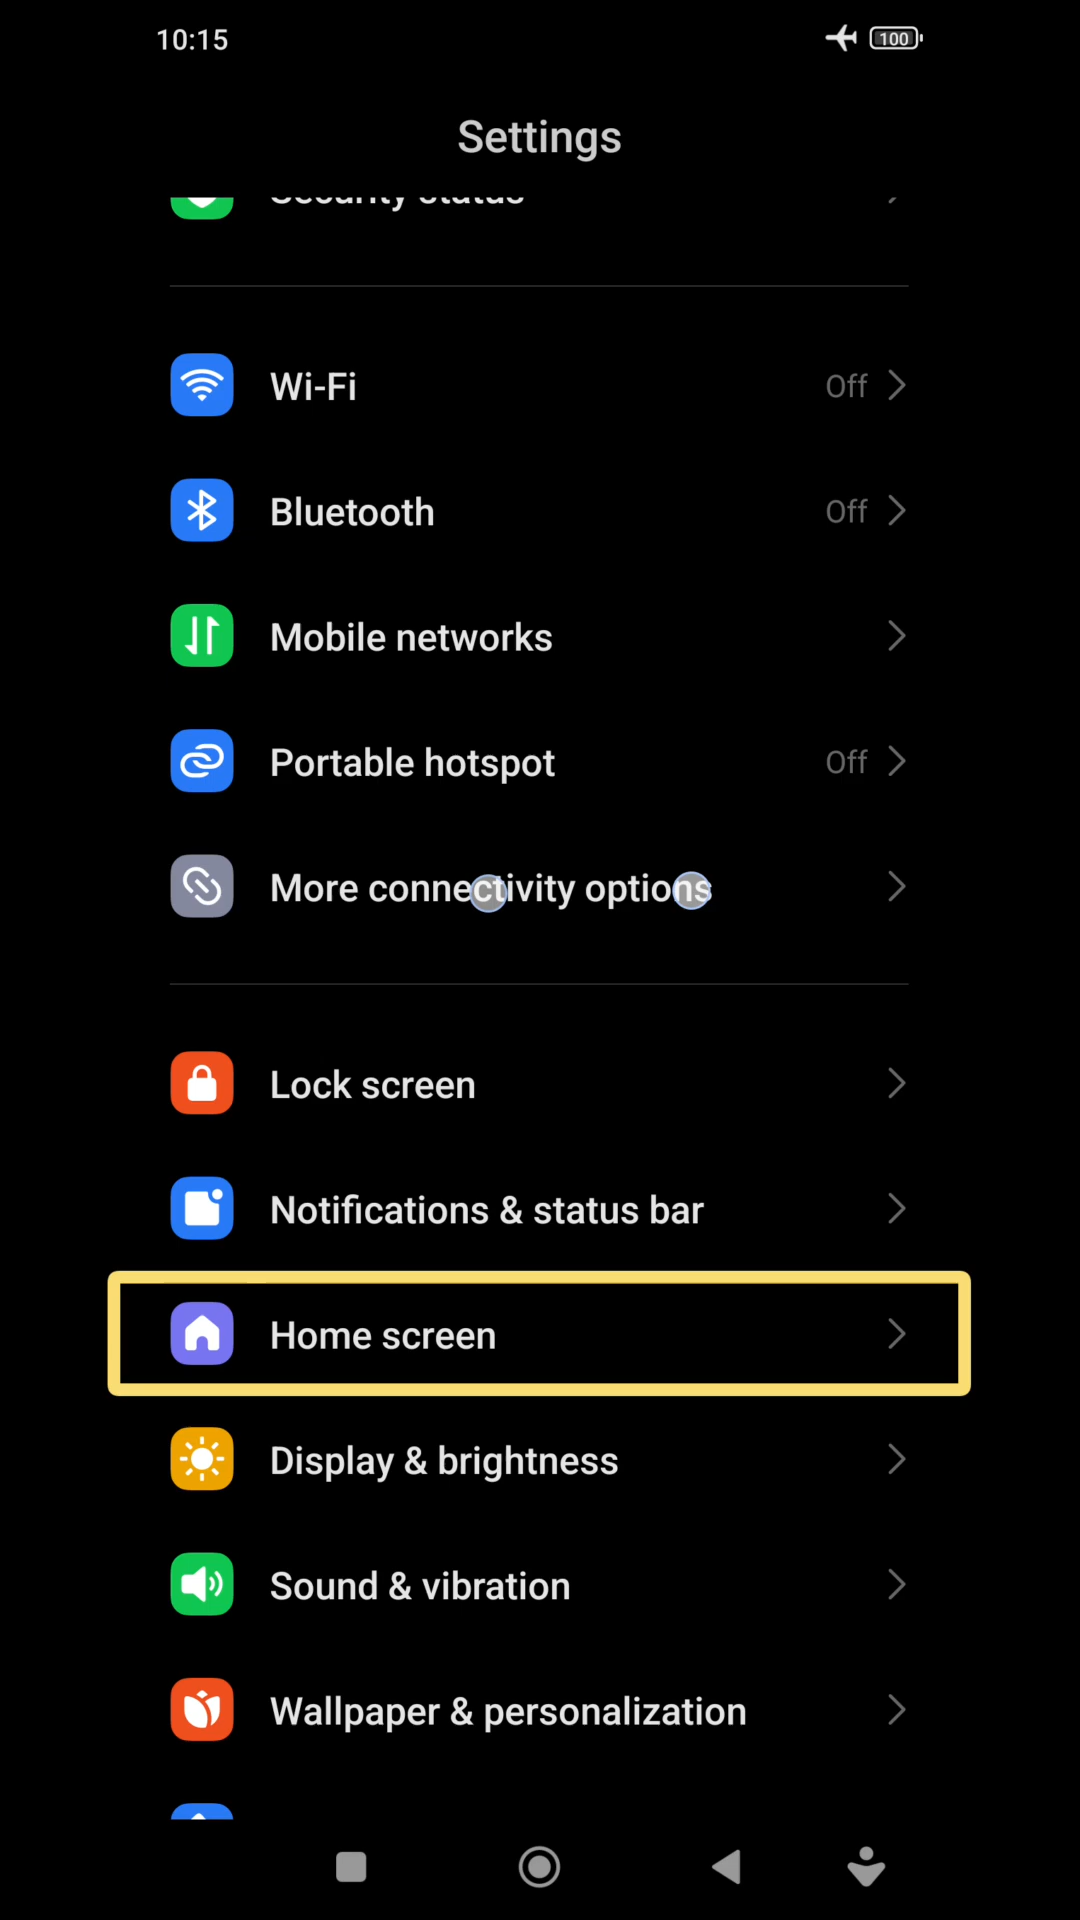 10:15
100
Settings
Security status
Wi-Fi
Off
Bluetooth
Off
Mobile networks
Portable hotspot
Off
More connectivity options
Lock screen
Notifications & status bar
Home screen
Display & brightness
Sound & vibration
Wallpaper & personalization